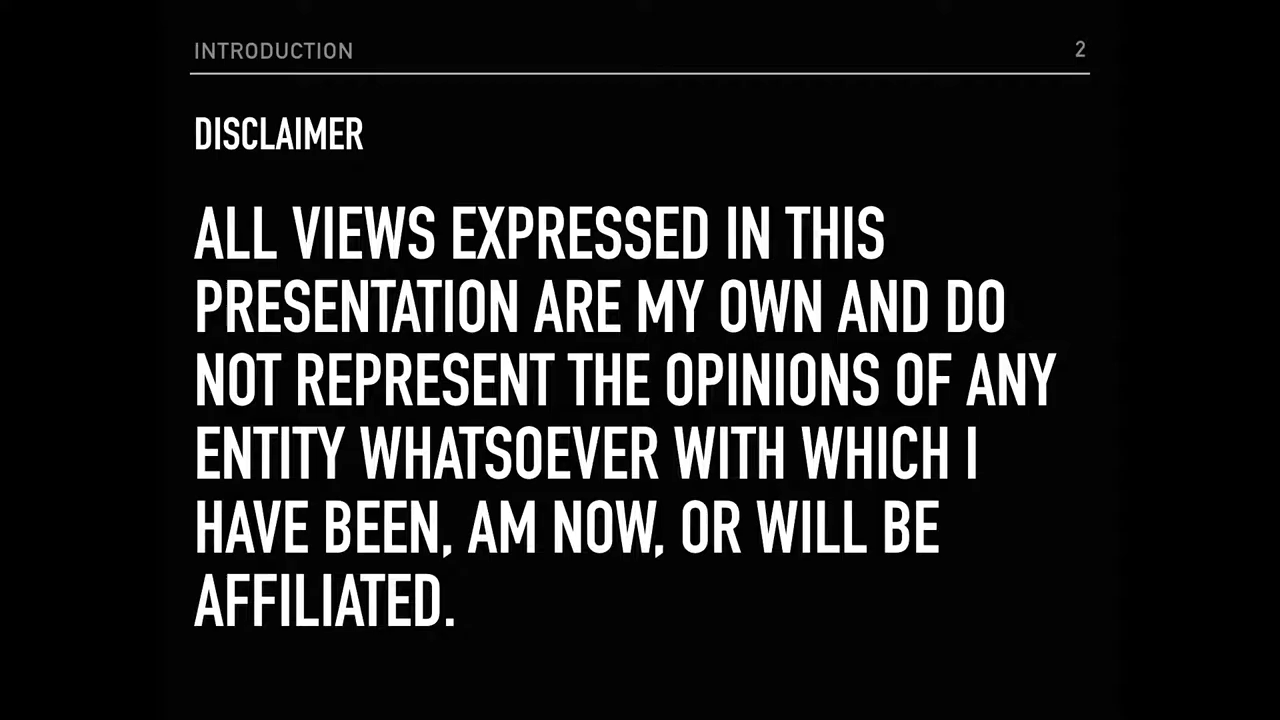 INTRODUCTION
2
DISCLAIMER
ALL VIEWS EXPRESSED IN THIS
PRESENTATION ARE MY OWN AND DO
NOT REPRESENT THE OPINIONS OF ANY
ENTITY WHATSOEVER WITH WHICH I
HAVE BEEN, AM NOW, OR WILL BE
AFFILIATED.